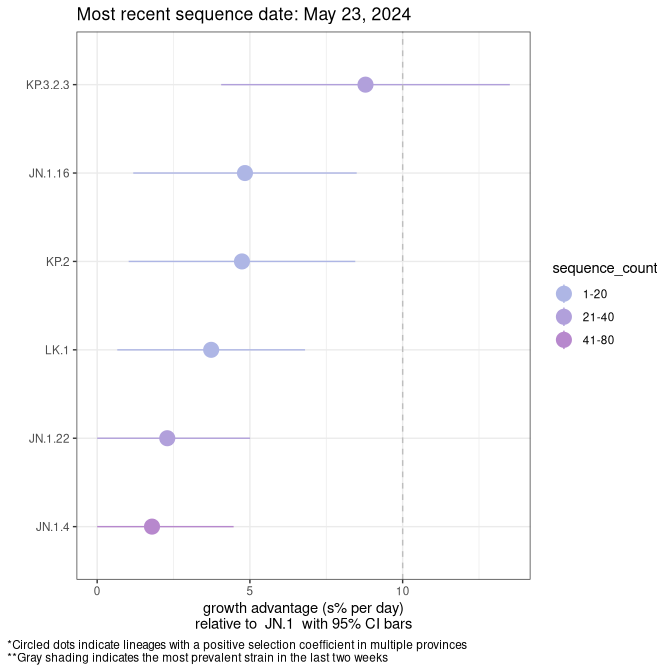 Most recent sequence date: May 23, 2024
KP.3.2.3
JN.1.16
KP.2
LK.1
JN.1.22
JN.1.4
0 5 10
growth advantage (s% per day)
relative to JN.1 with 95% CI bars
sequence_count
1-20
21-40
41-80
*Circled dots indicate lineages with a positive selection coefficient in multiple provinces
**Gray shading indicates the most prevalent strain in the last two weeks